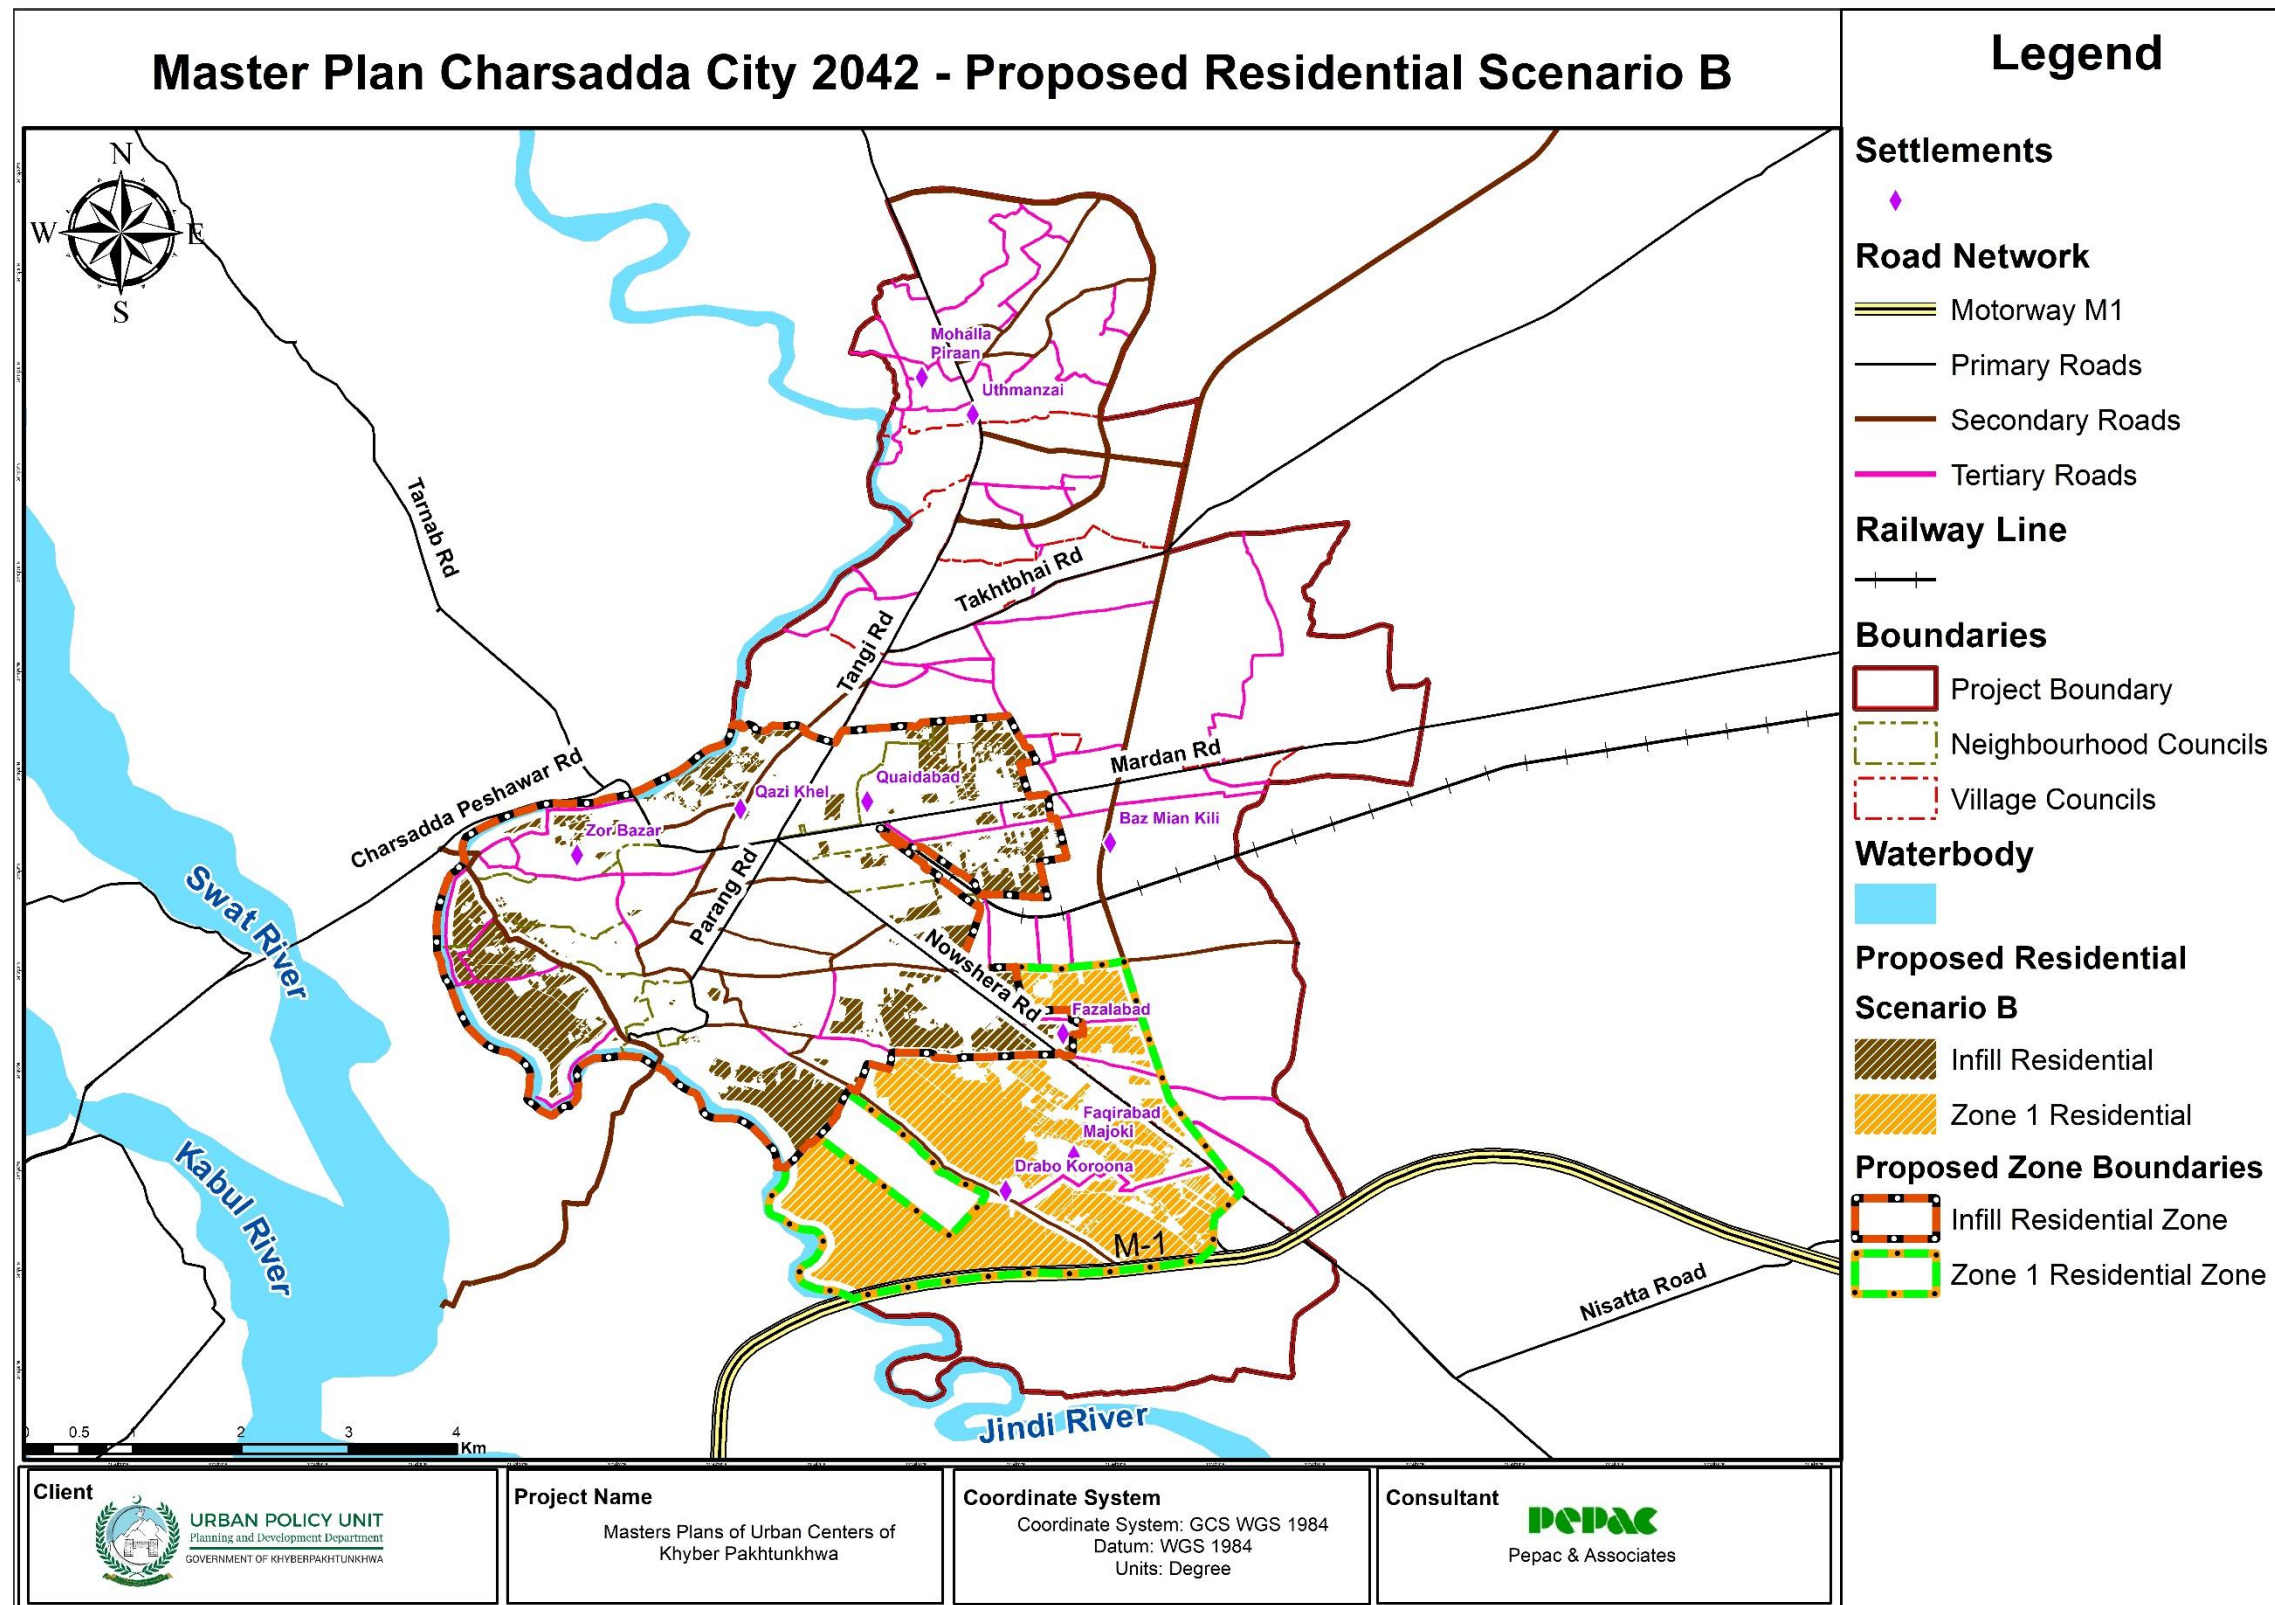 Master Plan Charsadda City 2042 - Proposed Residential Scenario B
N
W
E
S
Mohalla
Piraan
Uthmanzai
Tarnab Rd
Takhtbhai Rd
Tangi Rd
Mardan Rd
Charsadda Peshawar Rd
Quaidabad
Qazi Khel
Zor Bazar
Baz Mian Kili
Parang Rd
Swat River
Nowshera Rd
Fazalabad
Faqirabad
Majoki
Drabo Koroona
Kabul River
M-1
Nisatta Road
Jindi River
0 0.5 1 2 3 4
Km
Legend
Settlements
Road Network
Motorway M1
Primary Roads
Secondary Roads
Tertiary Roads
Railway Line
Boundaries
Project Boundary
Neighbourhood Councils
Village Councils
Waterbody
Proposed Residential
Scenario B
Infill Residential
Zone 1 Residential
Proposed Zone Boundaries
Infill Residential Zone
Zone 1 Residential Zone
Client
URBAN POLICY UNIT
Planning and Development Department
GOVERNMENT OF KHYBERPAKHTUNKHWA
Project Name
Masters Plans of Urban Centers of
Khyber Pakhtunkhwa
Coordinate System
Coordinate System: GCS WGS 1984
Datum: WGS 1984
Units: Degree
Consultant
pepac
Pepac & Associates